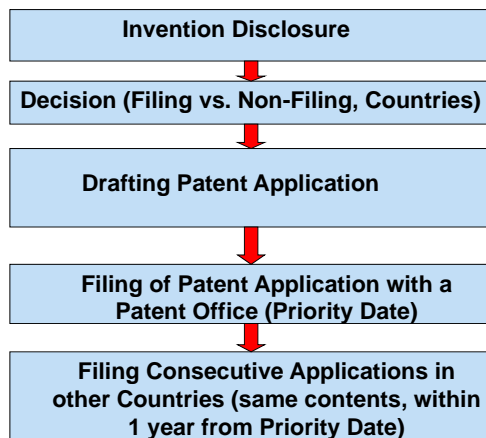 Invention Disclosure
Decision (Filing vs. Non-Filing, Countries)
Drafting Patent Application
Filing of Patent Application with a
Patent Office (Priority Date)
Filing Consecutive Applications in
other Countries (same contents, within
1 year from Priority Date)